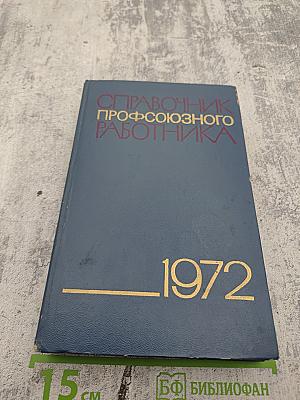 СПРАВОЧНИК
ПРОФСОЮЗНОГО
РАБОТНИКА
1972
15 см
БФ БИБЛИОФАН